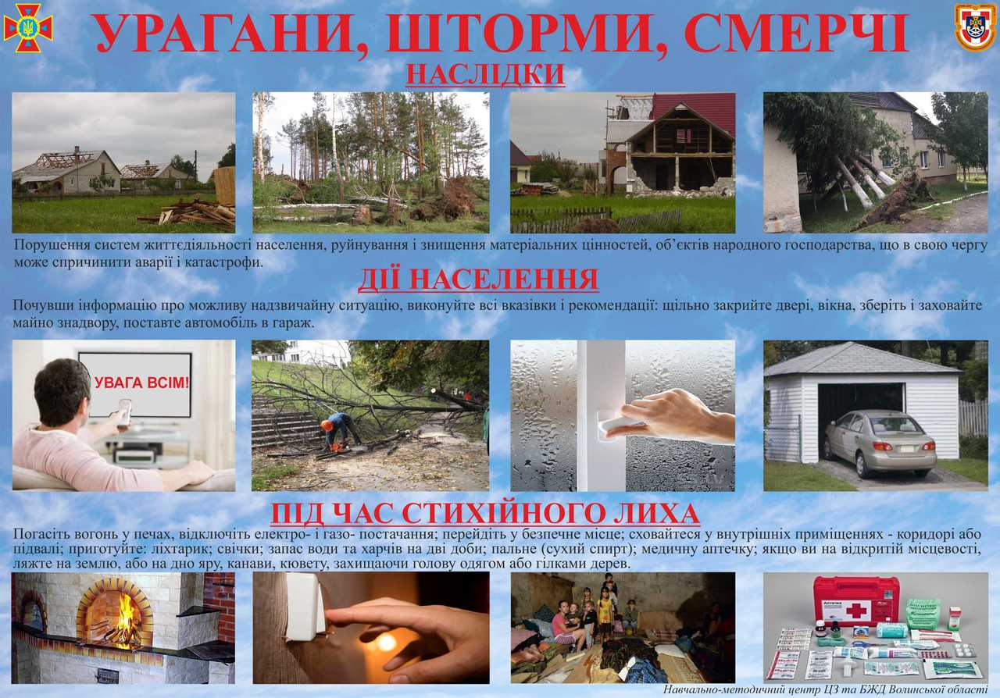 УРАГАНИ, ШТОРМИ, СМЕРЧІ
НАСЛІДКИ
Порушення систем життєдіяльності населення, руйнування і знищення матеріальних цінностей, об’єктів народного господарства, що в свою чергу
може спричинити аварії і катастрофи.
ДІЇ НАСЕЛЕННЯ
Почувши інформацію про можливу надзвичайну ситуацію, виконуйте всі вказівки і рекомендації: щільно закрийте двері, вікна, зберіть і заховайте
майно знадвору, поставте автомобіль в гараж.
УВАГА ВСІМ!
ПІД ЧАС СТИХІЙНОГО ЛИХА
Погасіть вогонь у печах, відключіть електро- і газо- постачання; перейдіть у безпечне місце; сховайтеся у внутрішніх приміщеннях - коридорі або
підвалі; приготуйте: ліхтарик; свічки; запас води та харчів на дві доби; пальне (сухий спирт); медичну аптечку; якщо ви на відкритій місцевості,
ляжте на землю, або на дно яру, канави, кювету, захищаючи голову одягом або гілками дерев.
Аптечка
Навчально-методичний центр ЦЗ та БЖД Волинської області